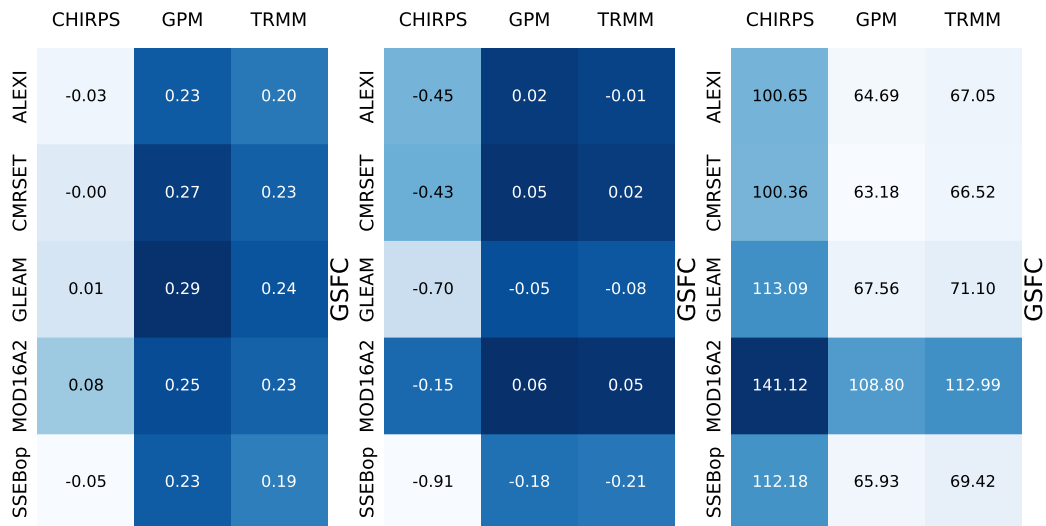 CHIRPS GPM TRMM CHIRPS GPM TRMM CHIRPS GPM TRMM
ALEXI -0.03 0.23 0.20 ALEXI -0.45 0.02 -0.01 ALEXI 100.65 64.69 67.05
CMRSET -0.00 0.27 0.23 CMRSET -0.43 0.05 0.02 CMRSET 100.36 63.18 66.52
GLEAM 0.01 0.29 0.24 GSFC GLEAM -0.70 -0.05 -0.08 GSFC GLEAM 113.09 67.56 71.10 GSFC
MOD16A2 0.08 0.25 0.23 MOD16A2 -0.15 0.06 0.05 MOD16A2 141.12 108.80 112.99
SSEBop -0.05 0.23 0.19 SSEBop -0.91 -0.18 -0.21 SSEBop 112.18 65.93 69.42